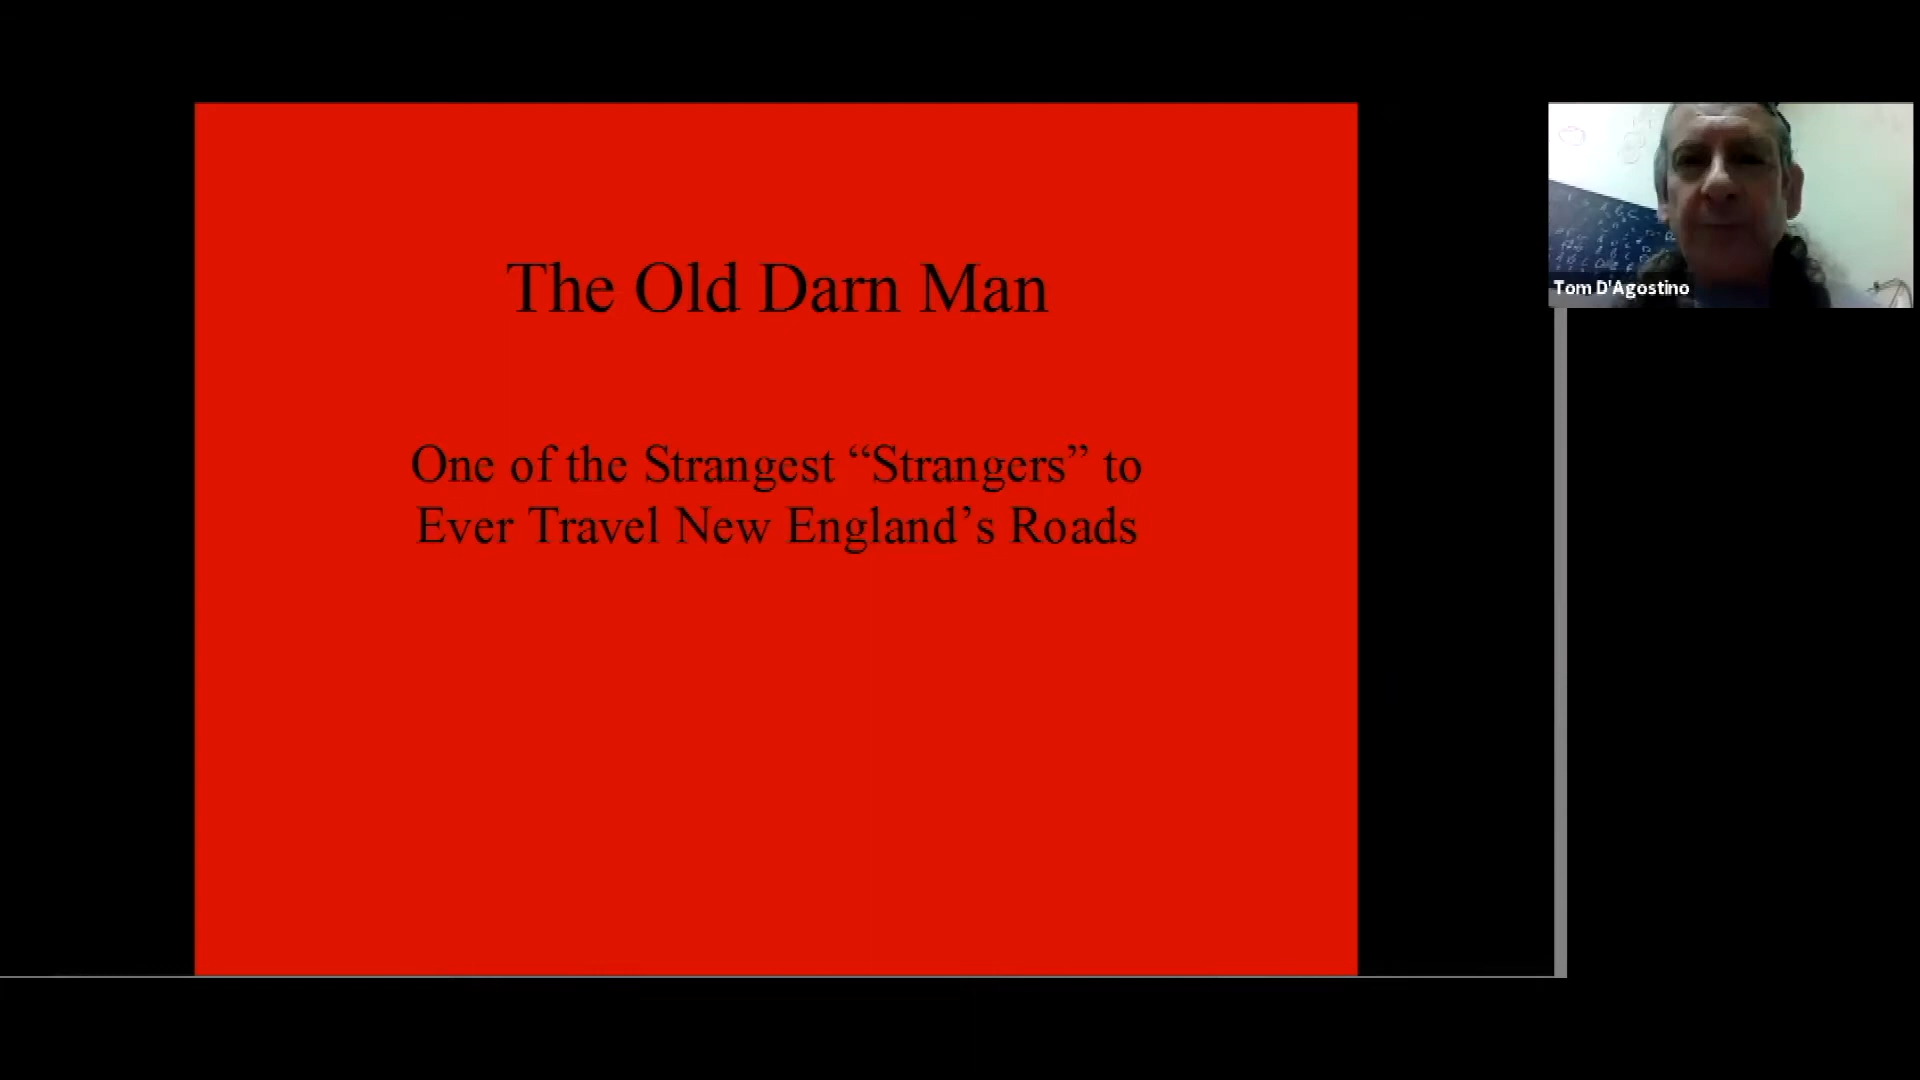 The Old Darn Man
One of the Strangest “Strangers” to
Ever Travel New England’s Roads
Tom D'Agostino